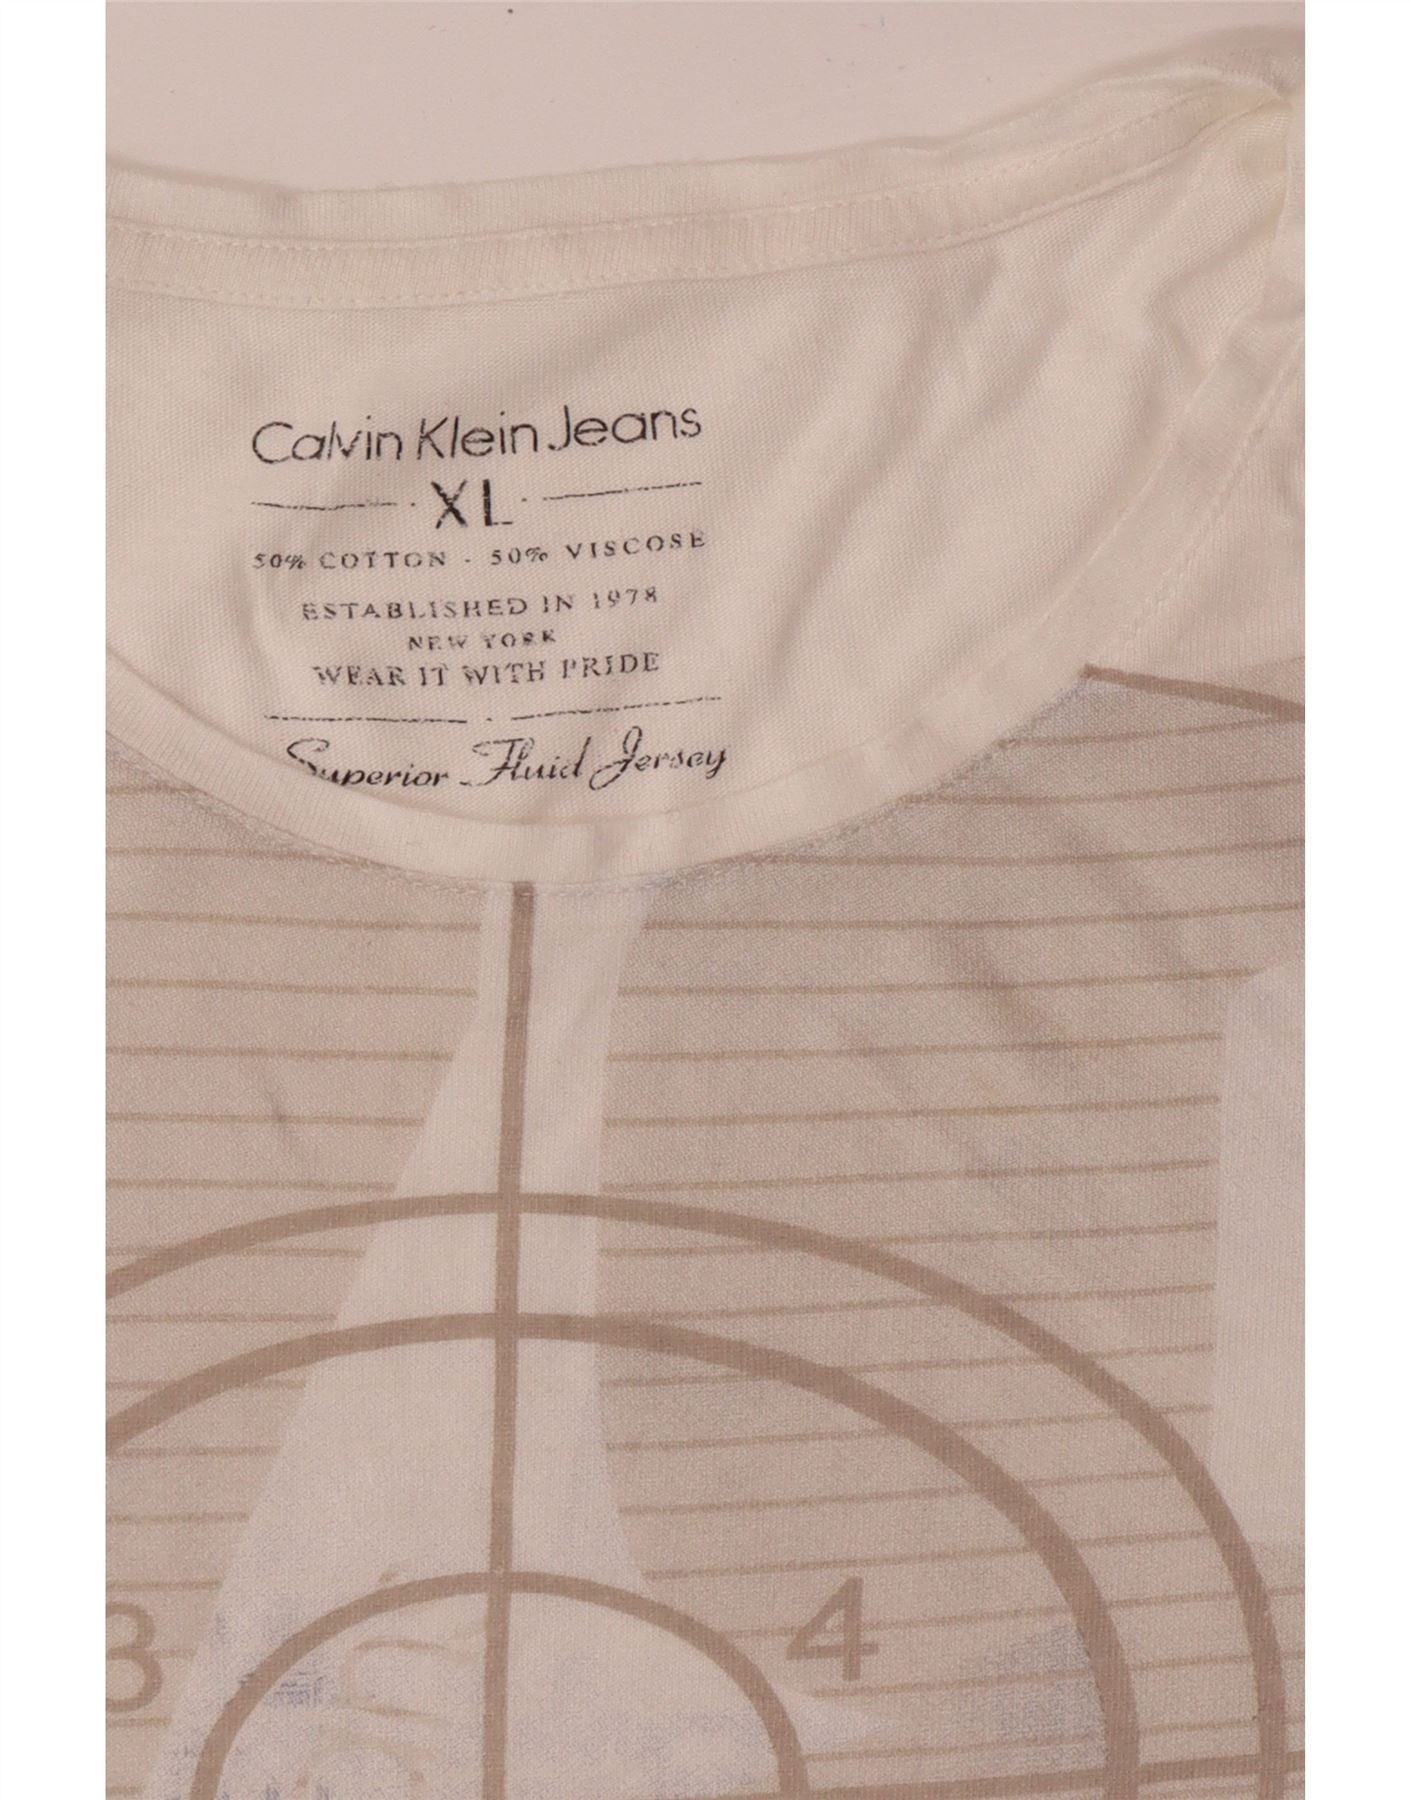 Calvin Klein Jeans
XL
50% COTTON - 50% VISCOSE
ESTABLISHED IN 1978
NEW YORK
WEAR IT WITH PRIDE
Superior Fluid Jersey
3 4